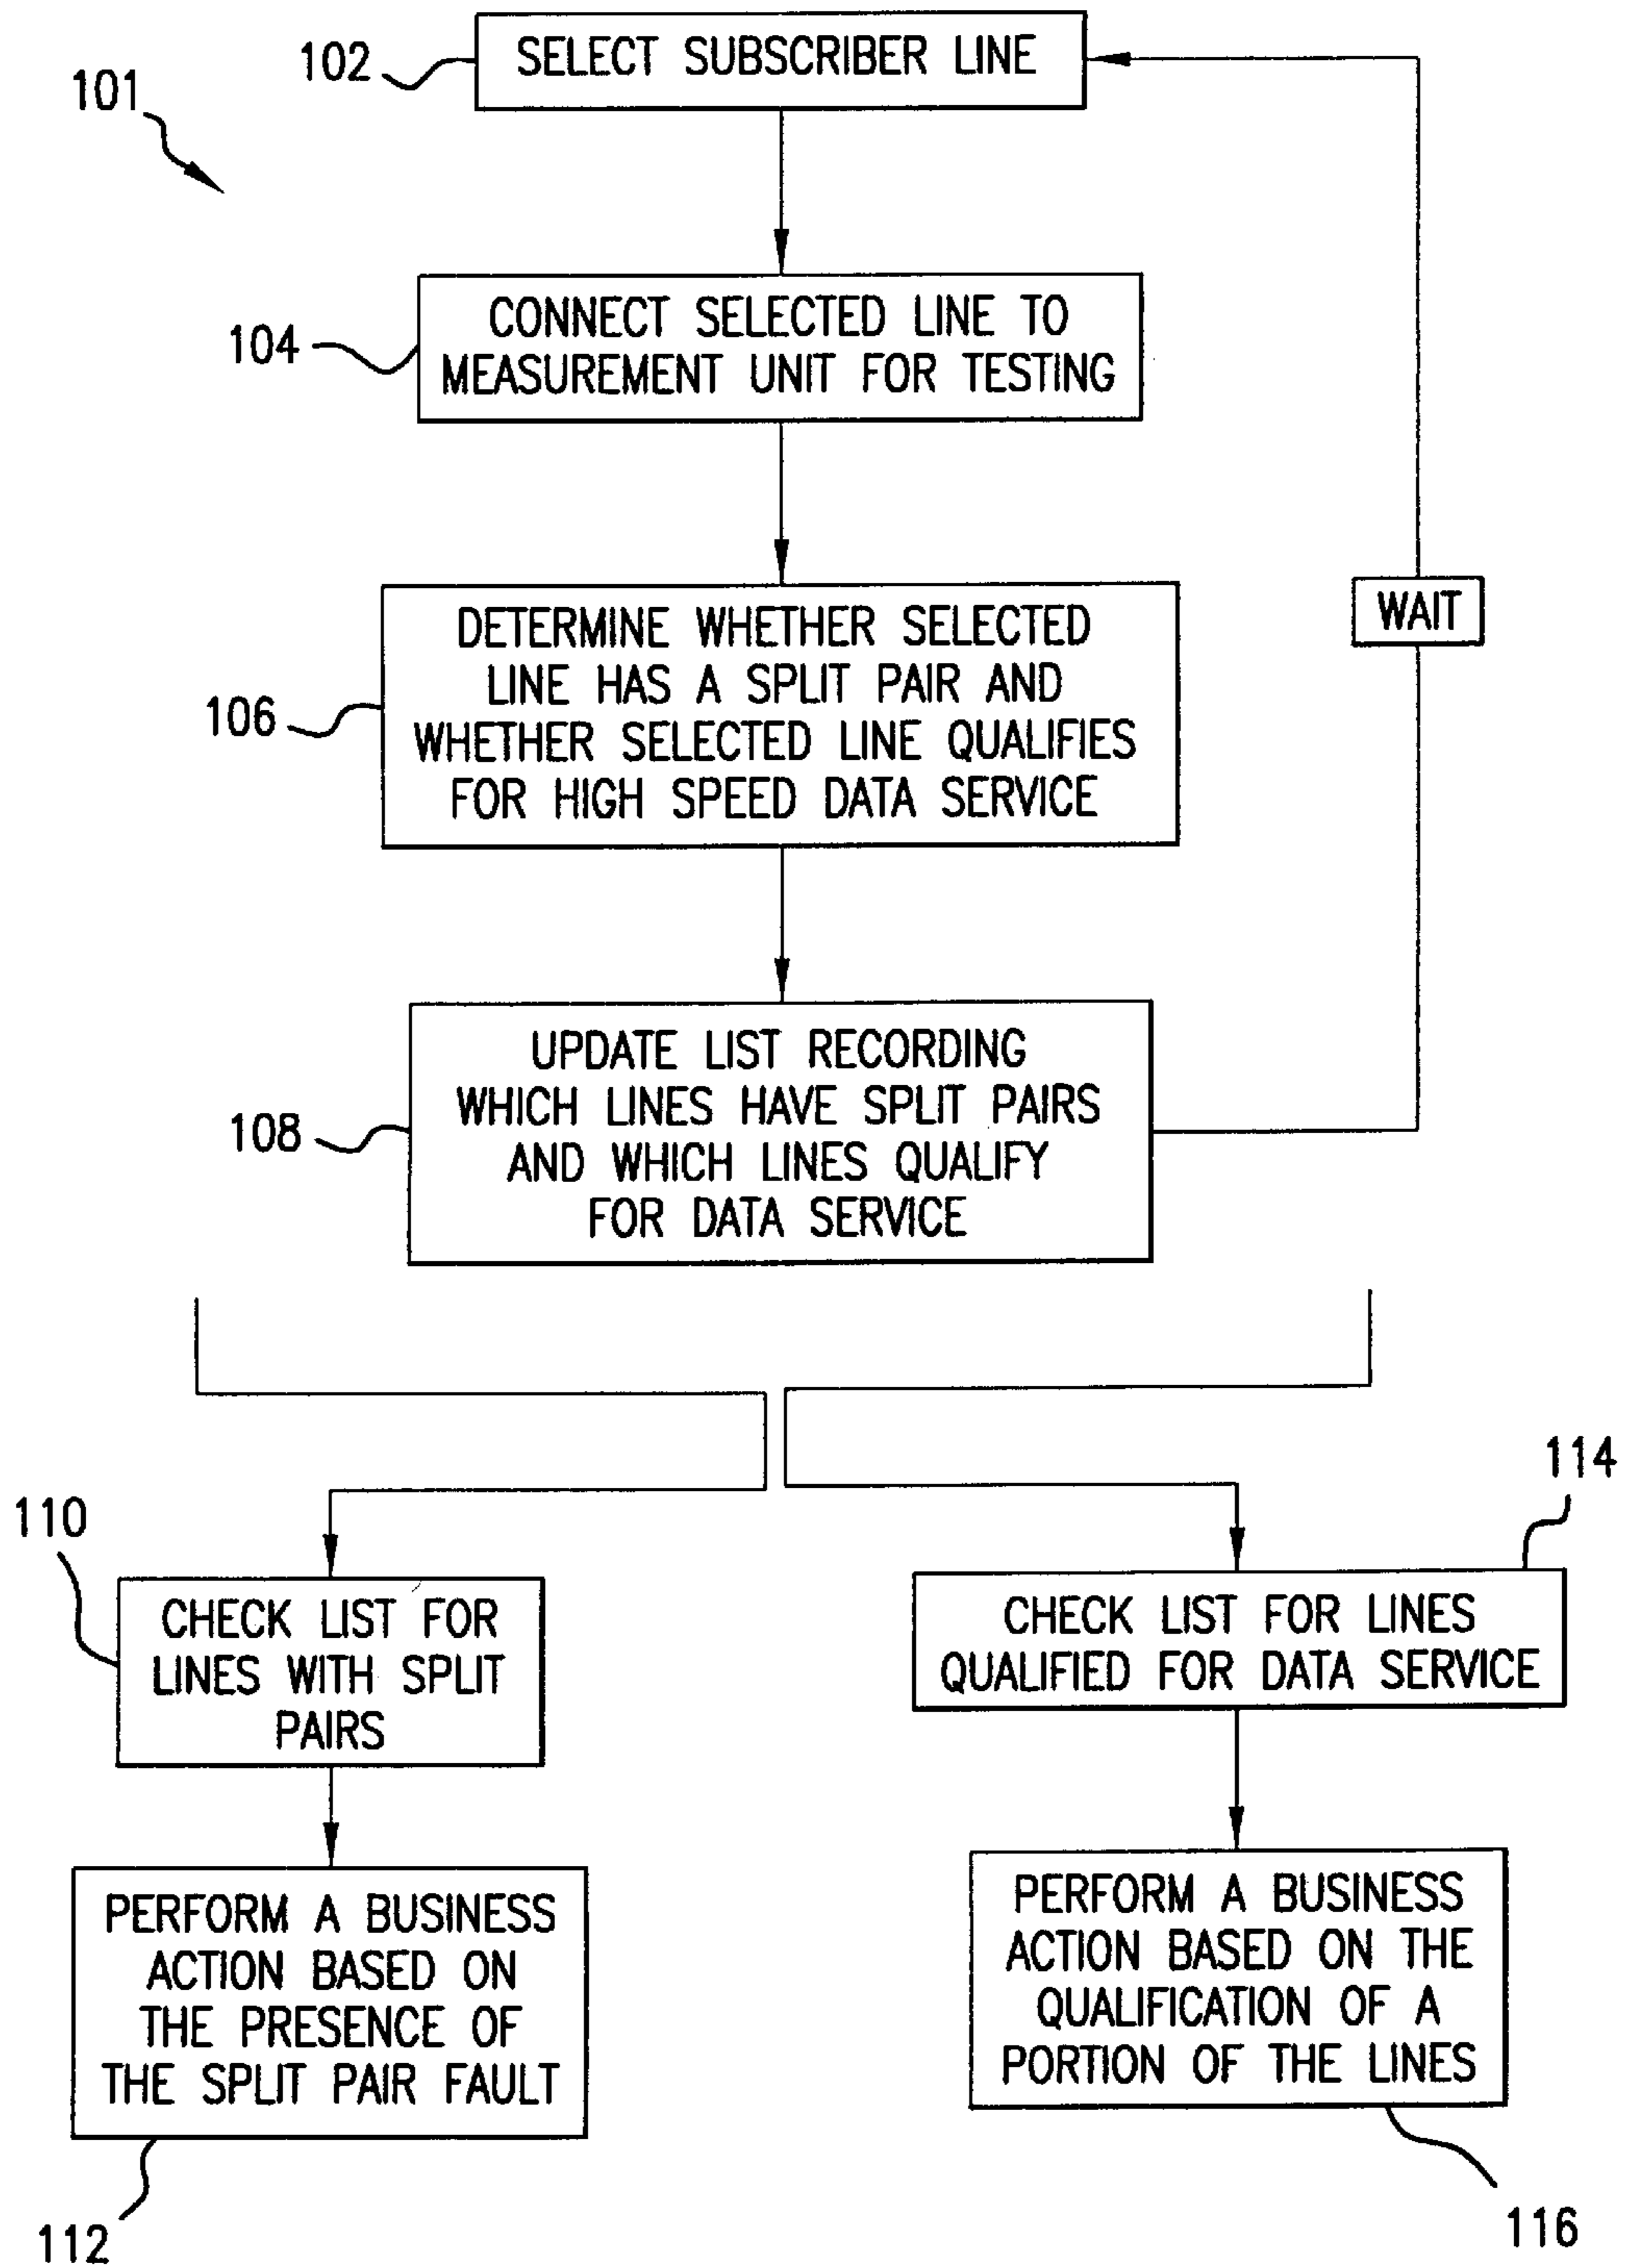 101
102
SELECT SUBSCRIBER LINE
104
CONNECT SELECTED LINE TO
MEASUREMENT UNIT FOR TESTING
106
DETERMINE WHETHER SELECTED
LINE HAS A SPLIT PAIR AND
WHETHER SELECTED LINE QUALIFIES
FOR HIGH SPEED DATA SERVICE
WAIT
108
UPDATE LIST RECORDING
WHICH LINES HAVE SPLIT PAIRS
AND WHICH LINES QUALIFY
FOR DATA SERVICE
110
CHECK LIST FOR
LINES WITH SPLIT
PAIRS
PERFORM A BUSINESS
ACTION BASED ON
THE PRESENCE OF
THE SPLIT PAIR FAULT
112
114
CHECK LIST FOR LINES
QUALIFIED FOR DATA SERVICE
PERFORM A BUSINESS
ACTION BASED ON THE
QUALIFICATION OF A
PORTION OF THE LINES
116